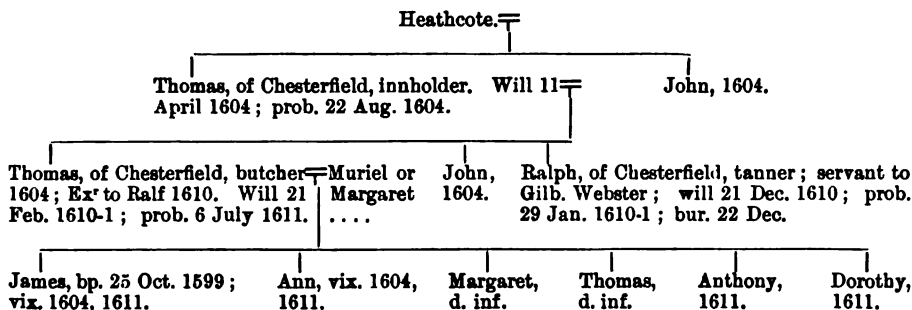 Heathcote.
Thomas, of Chesterfield, innholder. Will 11
April 1604; prob. 22 Aug. 1604.
John, 1604.
Thomas, of Chesterfield, butcher
1604; Exr to Ralf 1610. Will 21
Feb. 1610-1; prob. 6 July 1611.
Muriel or
Margaret
....
John,
1604.
Ralph, of Chesterfield, tanner; servant to
Gilb. Webster; will 21 Dec. 1610; prob.
29 Jan. 1610-1; bur. 22 Dec.
James, bp. 25 Oct. 1599;
vix. 1604, 1611.
Ann, vix. 1604,
1611.
Margaret,
d. inf.
Thomas,
d. inf.
Anthony,
1611.
Dorothy,
1611.